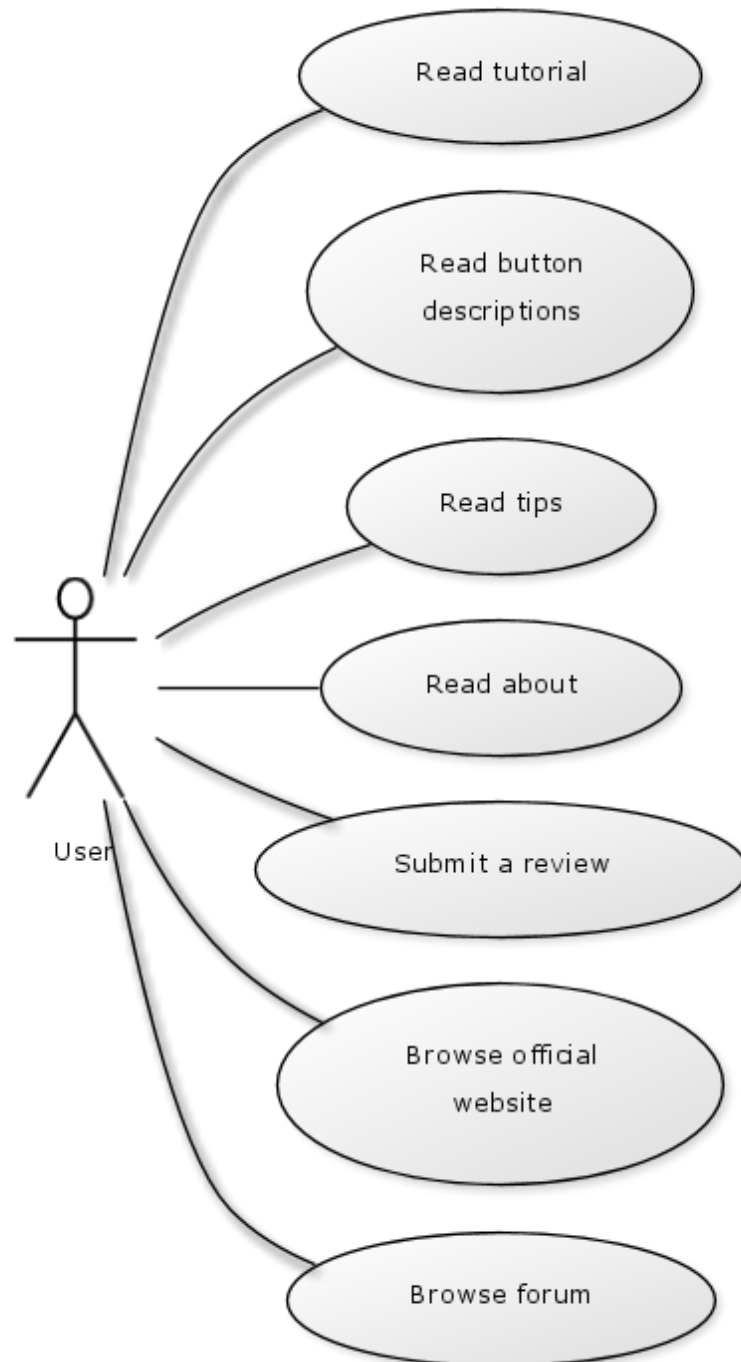 Read tutorial
Read button
descriptions
Read tips
Read about
User
Submit a review
Browse official
website
Browse forum